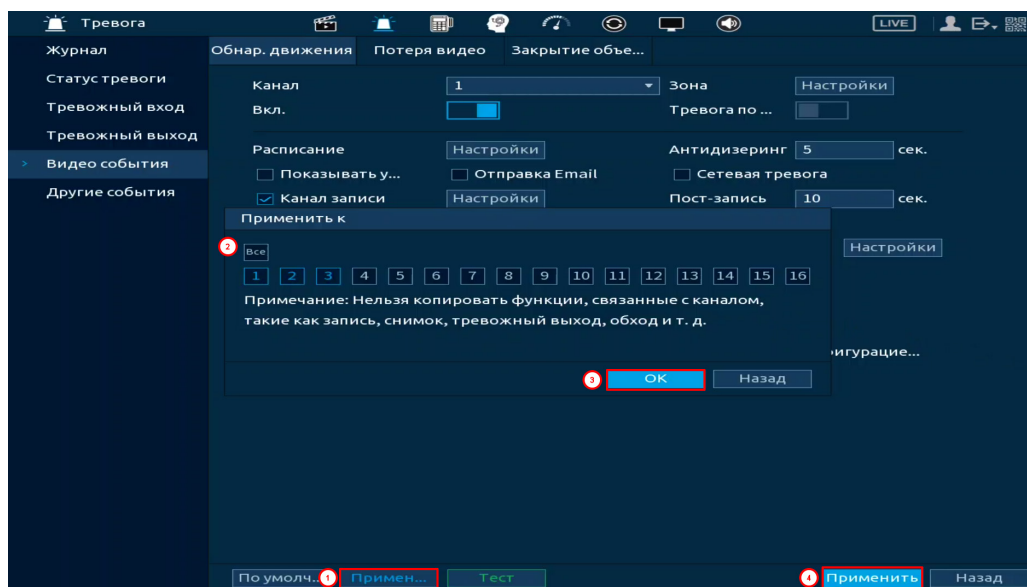 Тревога
LIVE
Журнал
Статус тревоги
Тревожный вход
Тревожный выход
Видео события
Другие события
Обнар. движения Потеря видео Закрытие объе...
Канал 1 Зона Настройки
Вкл. Тревога по ...
Расписание Настройки Антидизеринг 5 сек.
Показывать у... Отправка Email Сетевая тревога
Канал записи Настройки Пост-запись 10 сек.
Применить к
Настройки
2 Все
1 2 3 4 5 6 7 8 9 10 11 12 13 14 15 16
Примечание: Нельзя копировать функции, связанные с каналом,
такие как запись, снимок, тревожный выход, обход и т. д.
игурацие...
3 OK Назад
По умолч... 1 Примен... Тест 4 Применить Назад